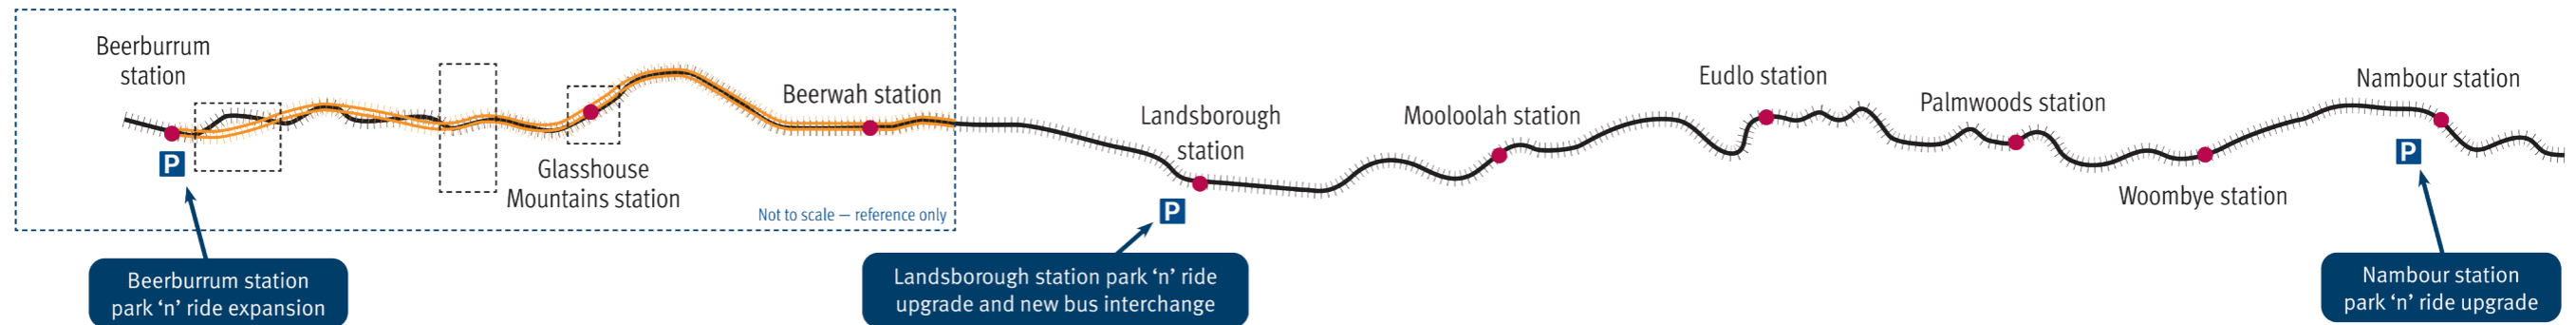 Beerburrum
station
P
Beerburrum station
park ‘n’ ride expansion
Glasshouse
Mountains station
Beerwah station
Not to scale — reference only
Landsborough
station
P
Landsborough station park ‘n’ ride
upgrade and new bus interchange
Mooloolah station
Eudlo station
Palmwoods station
Woombye station
Nambour station
P
Nambour station
park ‘n’ ride upgrade